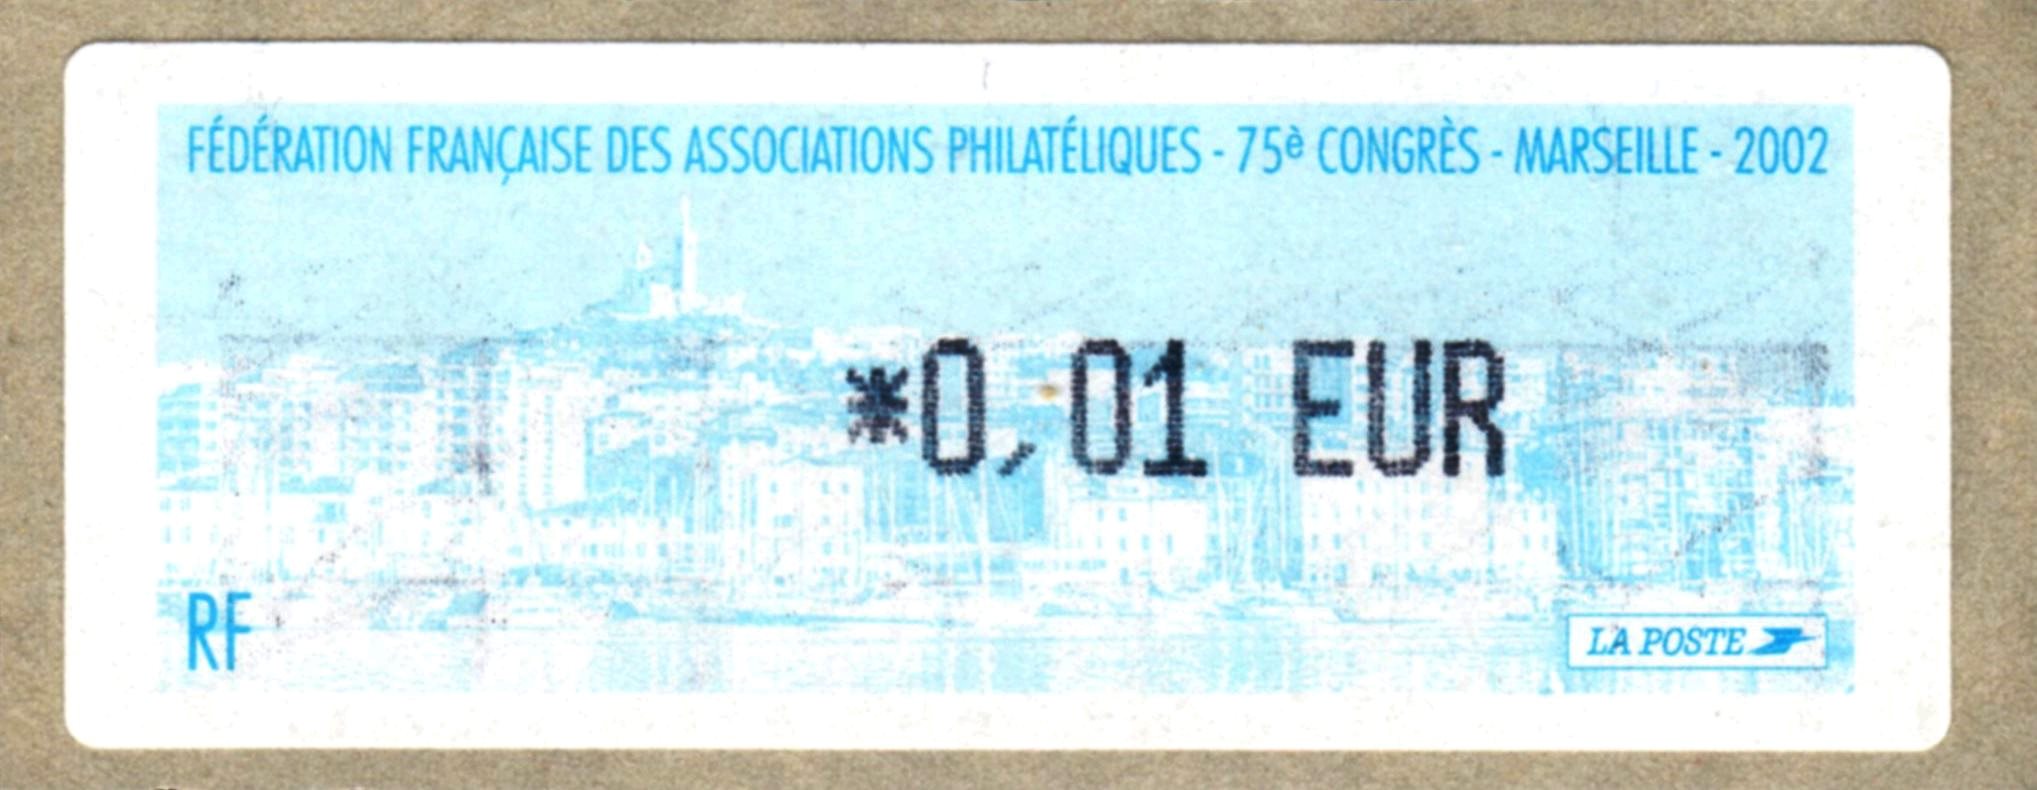 FÉDÉRATION FRANÇAISE DES ASSOCIATIONS PHILATÉLIQUES - 75è CONGRÈS - MARSEILLE - 2002
*0,01 EUR
RF
LA POSTE